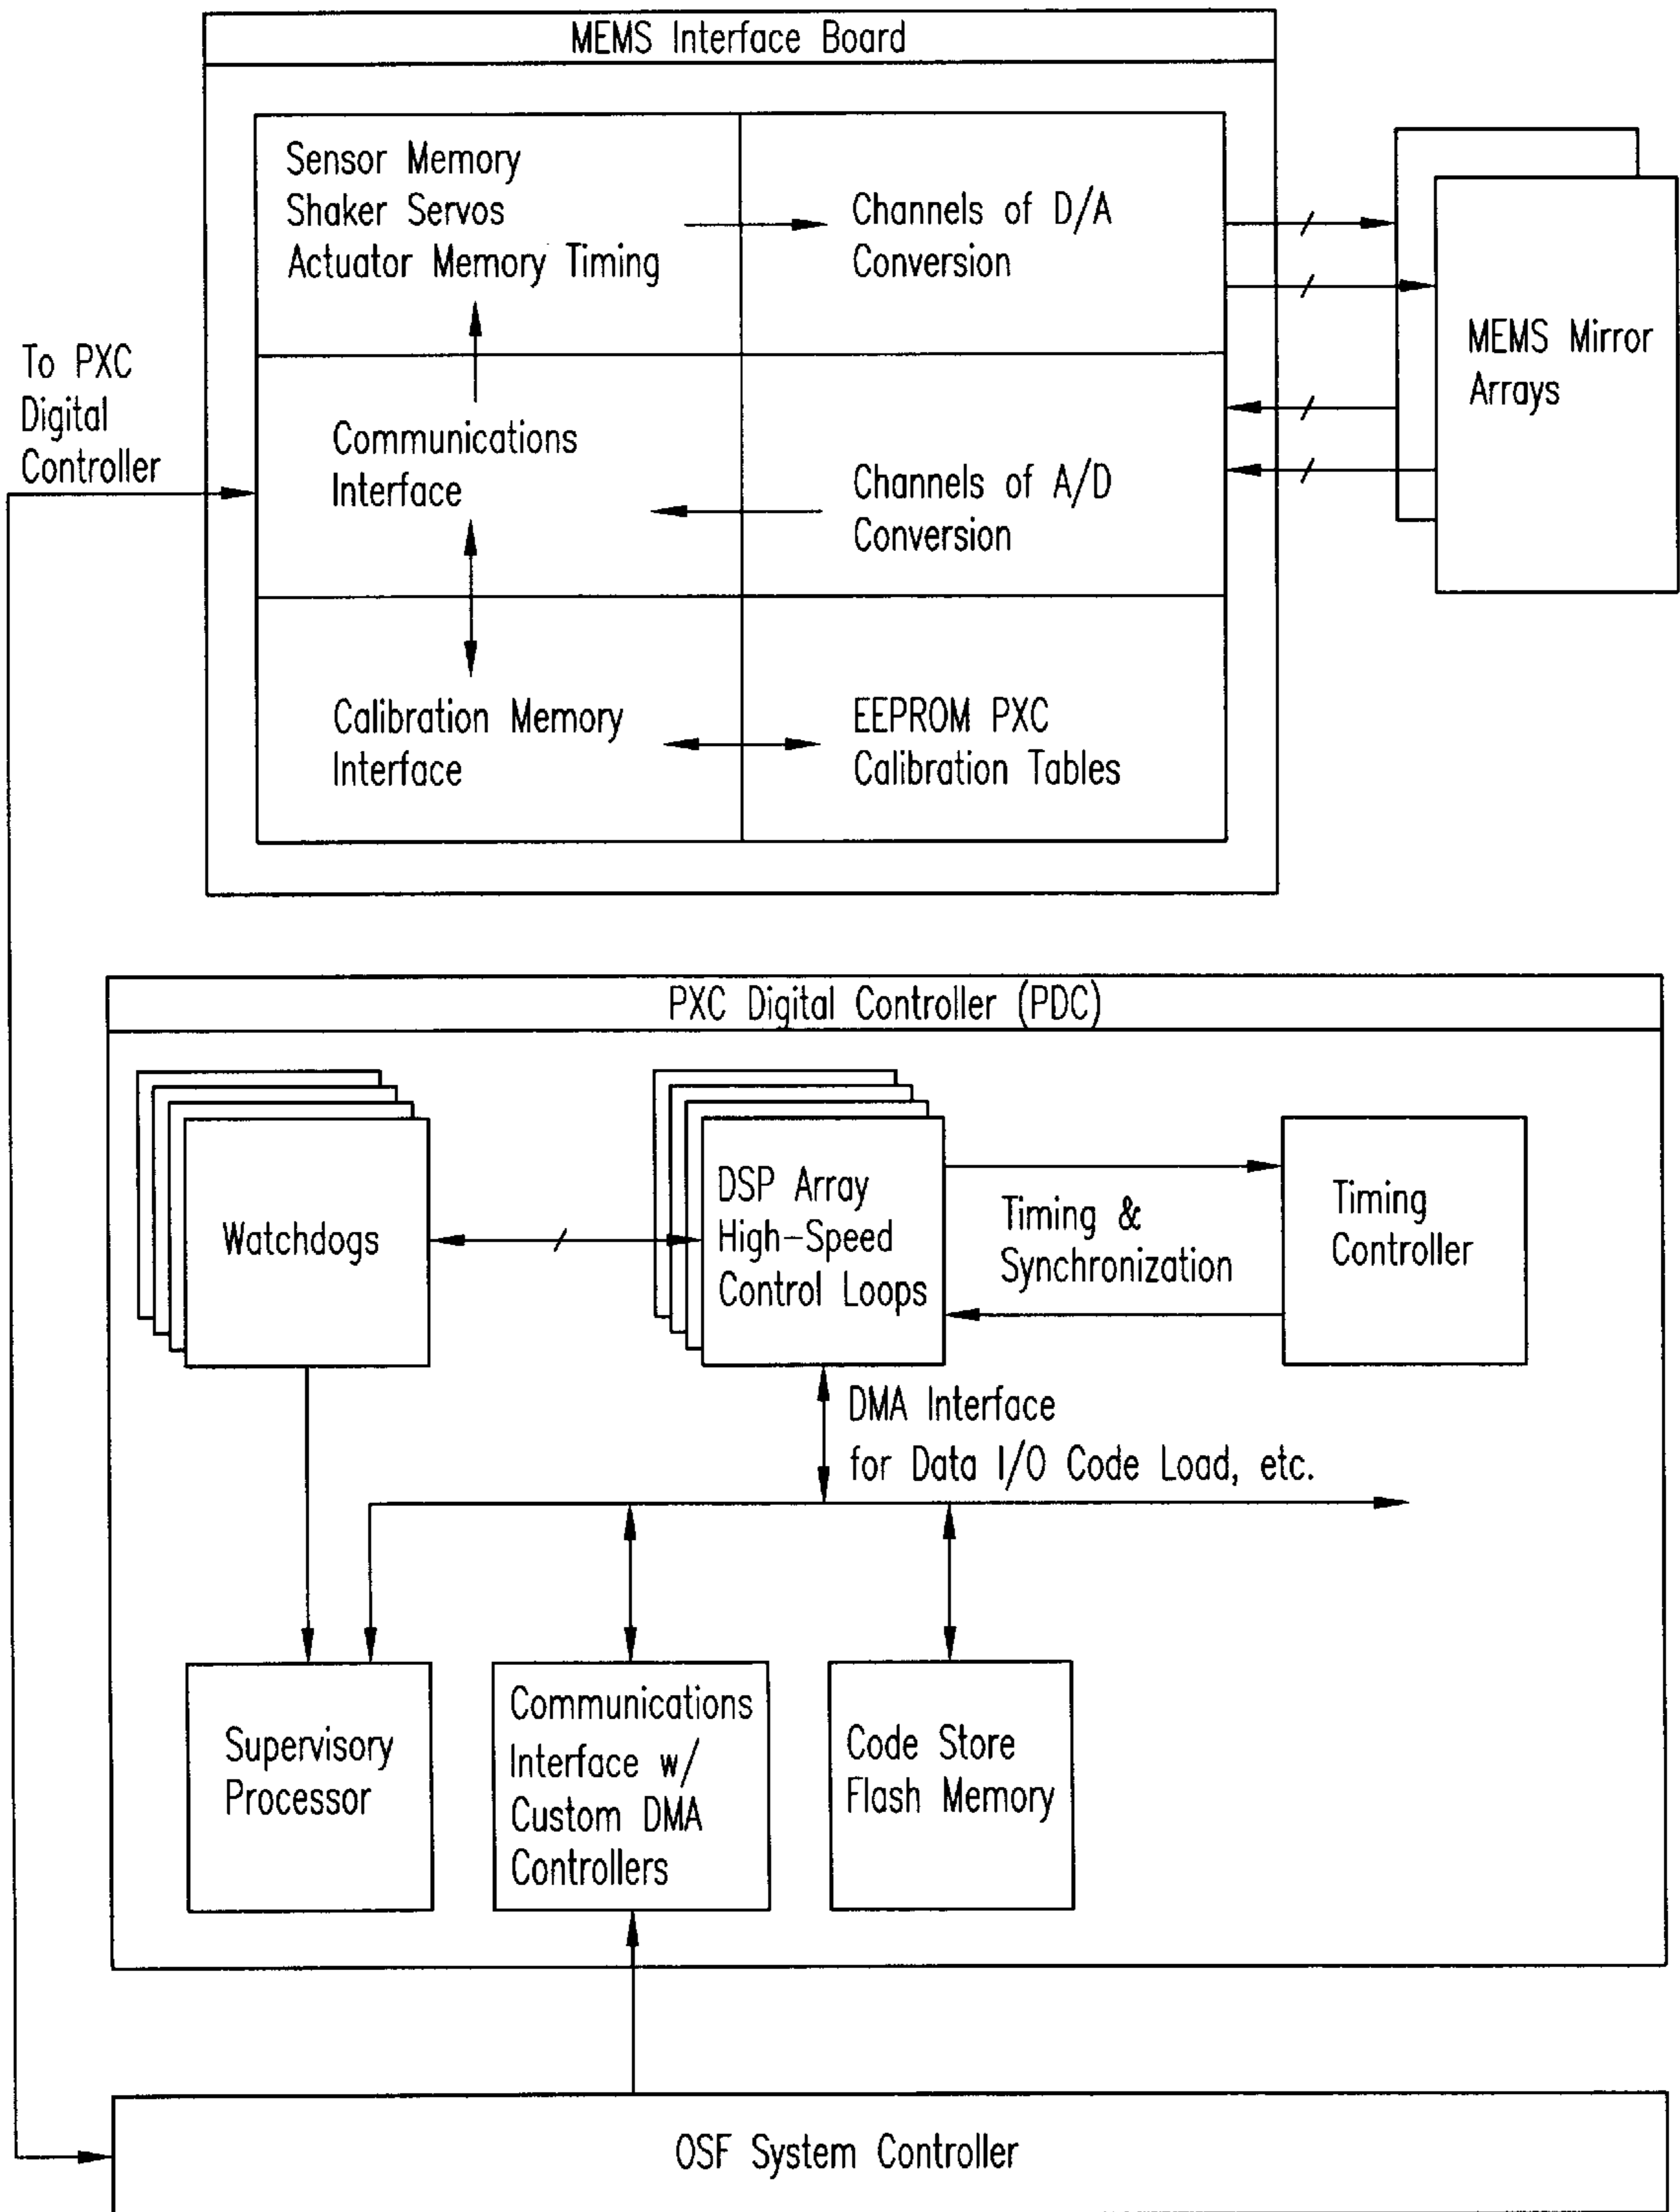 MEMS Interface Board
Sensor Memory
Shaker Servos
Actuator Memory Timing
Channels of D/A
Conversion
MEMS Mirror
Arrays
To PXC
Digital
Controller
Communications
Interface
Channels of A/D
Conversion
Calibration Memory
Interface
EEPROM PXC
Calibration Tables
PXC Digital Controller (PDC)
Watchdogs
DSP Array
High-Speed
Control Loops
Timing &
Synchronization
Timing
Controller
DMA Interface
for Data I/O Code Load, etc.
Supervisory
Processor
Communications
Interface w/
Custom DMA
Controllers
Code Store
Flash Memory
OSF System Controller